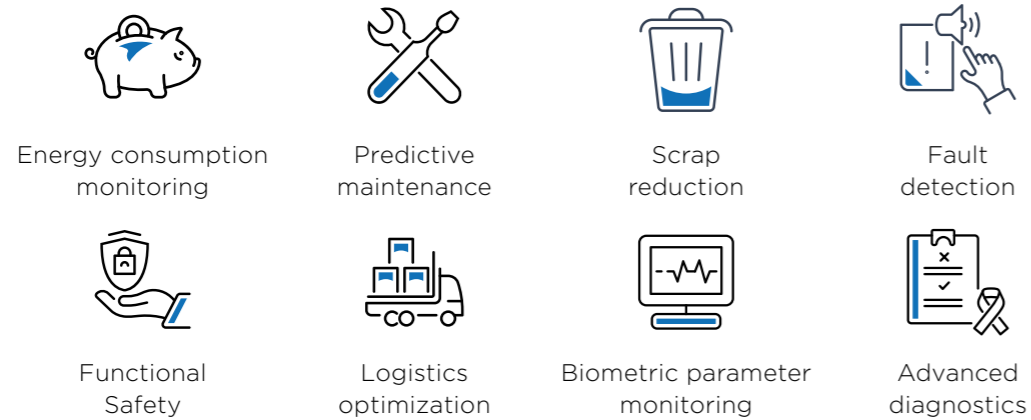 Energy consumption
monitoring
Predictive
maintenance
Scrap
reduction
Fault
detection
Functional
Safety
Logistics
optimization
Biometric parameter
monitoring
Advanced
diagnostics